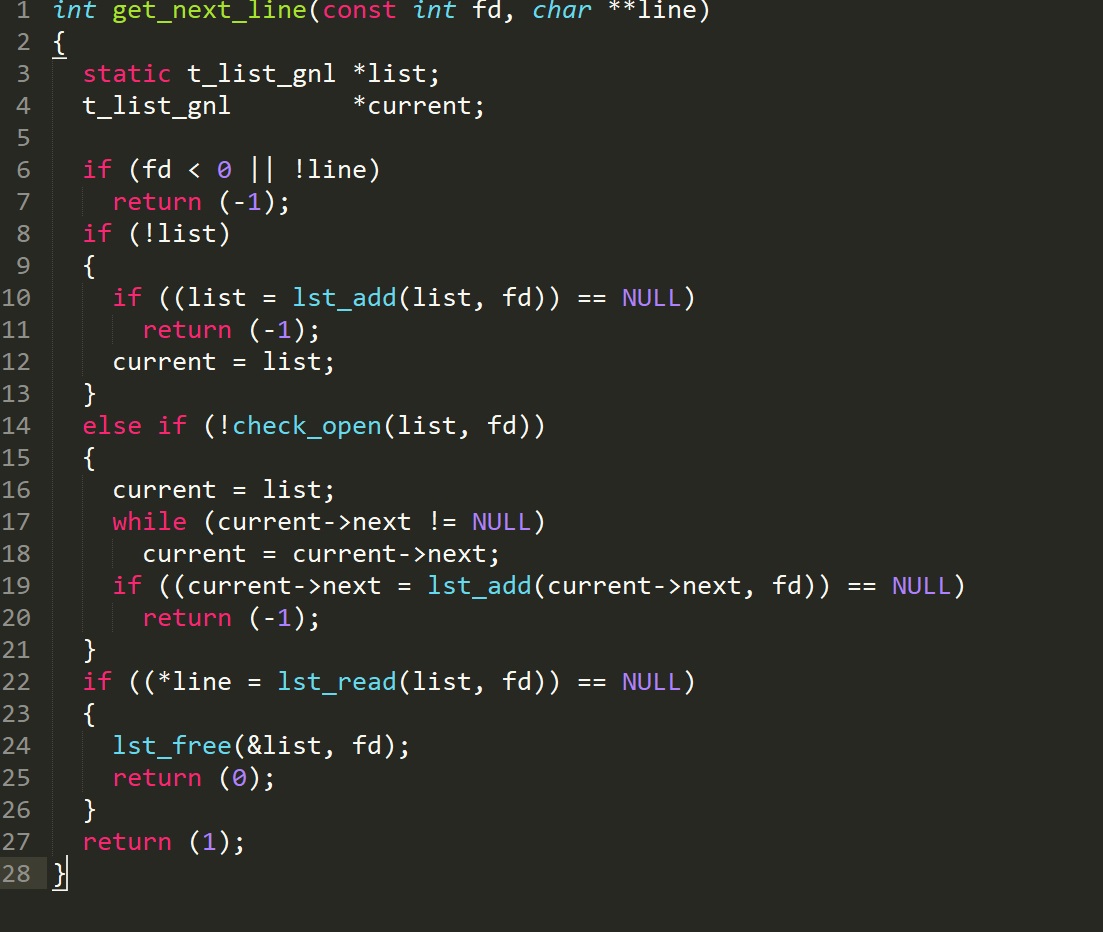 1 int get_next_line(const int fd, char **line)
2 {
3   static t_list_gnl *list;
4   t_list_gnl        *current;
5
6   if (fd < 0 || !line)
7     return (-1);
8   if (!list)
9   {
10     if ((list = lst_add(list, fd)) == NULL)
11       return (-1);
12     current = list;
13   }
14   else if (!check_open(list, fd))
15   {
16     current = list;
17     while (current->next != NULL)
18       current = current->next;
19     if ((current->next = lst_add(current->next, fd)) == NULL)
20       return (-1);
21   }
22   if ((*line = lst_read(list, fd)) == NULL)
23   {
24     lst_free(&list, fd);
25     return (0);
26   }
27   return (1);
28 }